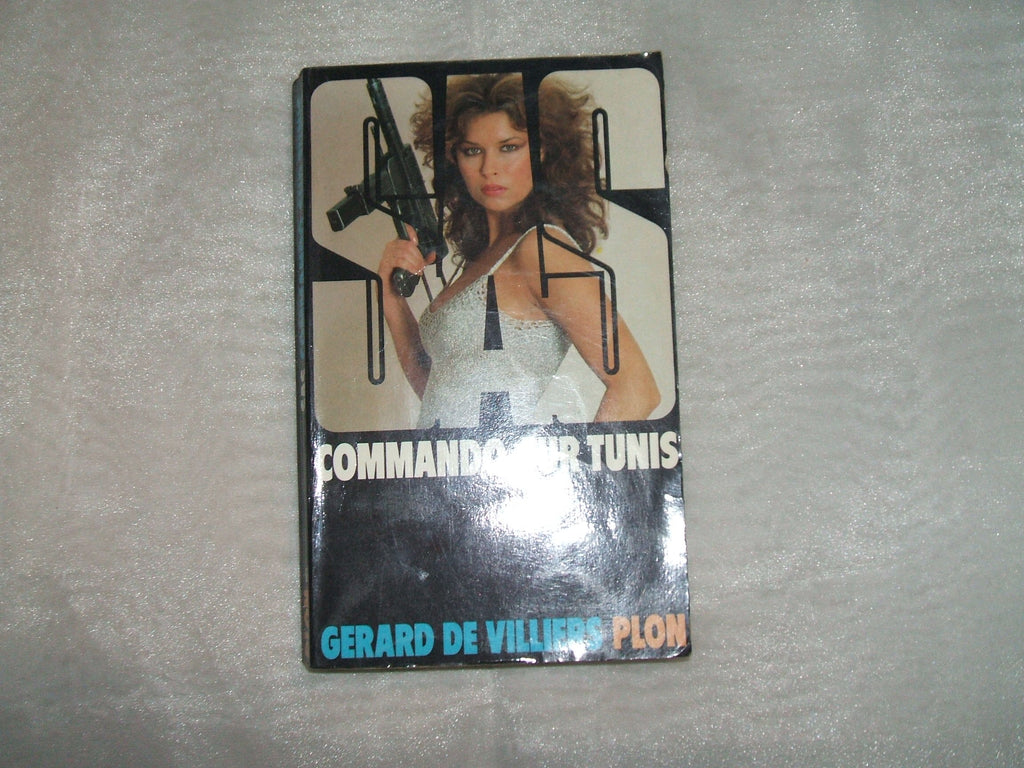 SAS
COMMANDO SUR TUNIS
GERARD DE VILLIERS PLON